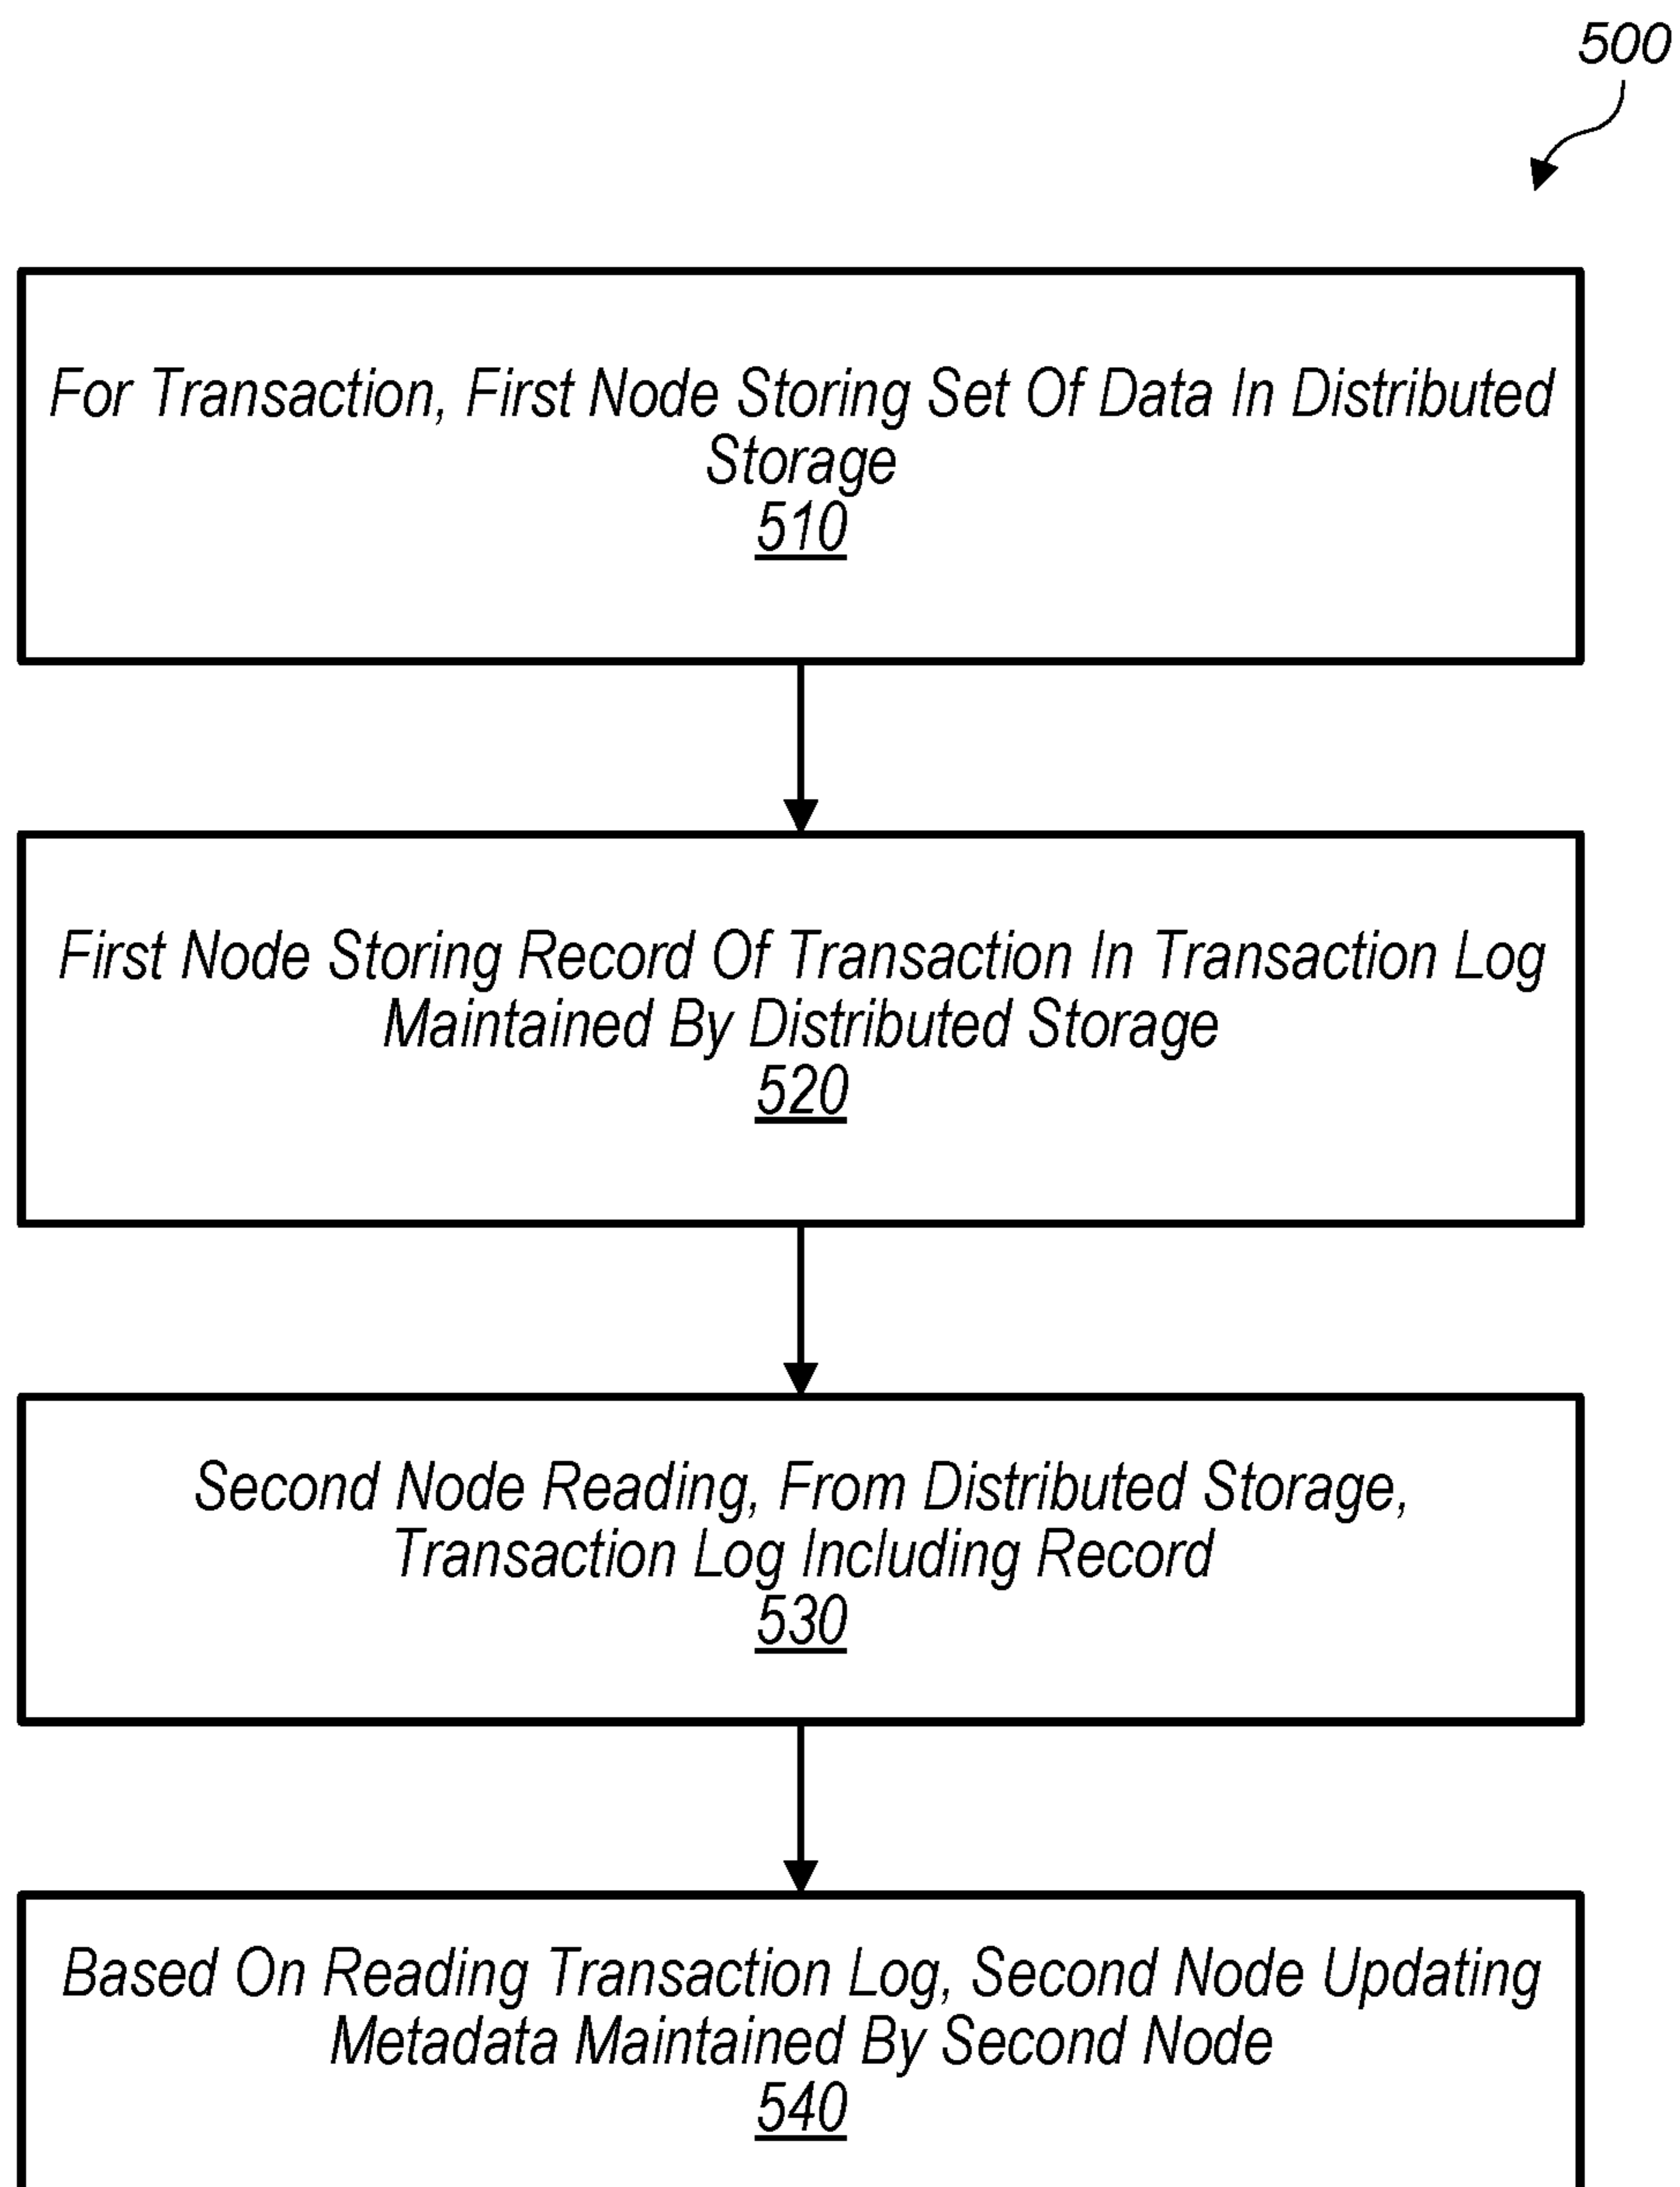 500
For Transaction, First Node Storing Set Of Data In Distributed
Storage
510
First Node Storing Record Of Transaction In Transaction Log
Maintained By Distributed Storage
520
Second Node Reading, From Distributed Storage,
Transaction Log Including Record
530
Based On Reading Transaction Log, Second Node Updating
Metadata Maintained By Second Node
540